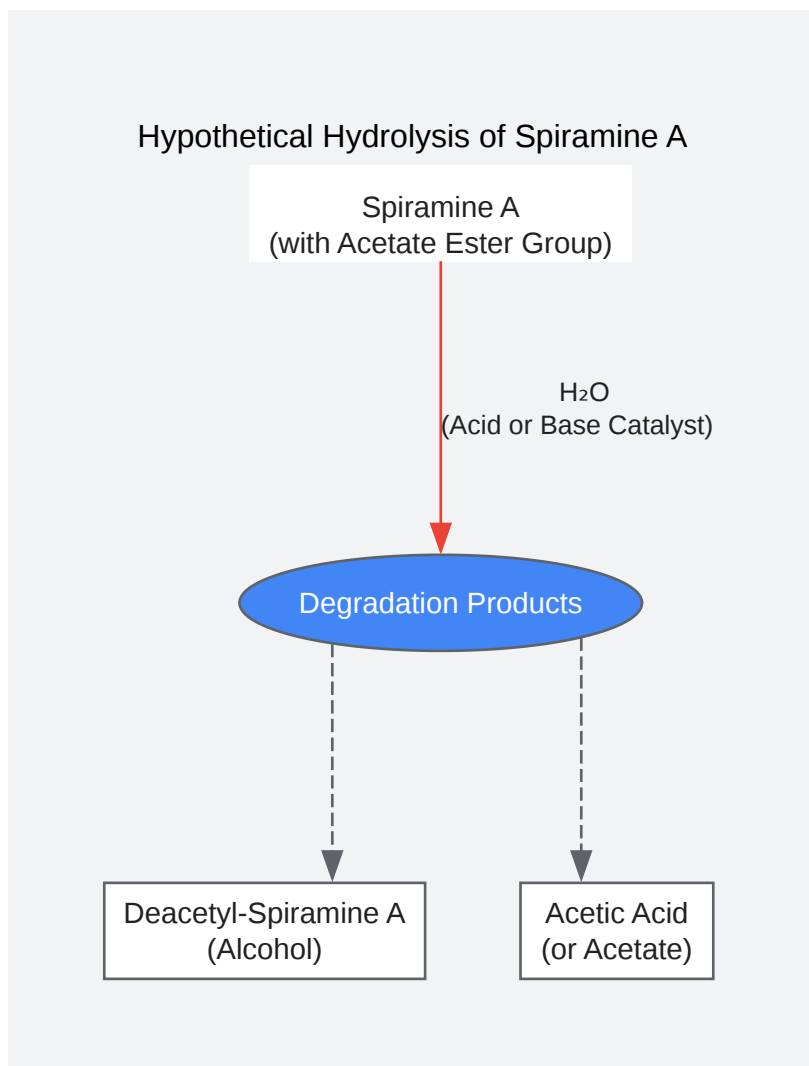 Hypothetical Hydrolysis of Spiramine A
Spiramine A
(with Acetate Ester Group)
H₂O
(Acid or Base Catalyst)
Degradation Products
Deacetyl-Spiramine A
(Alcohol)
Acetic Acid
(or Acetate)